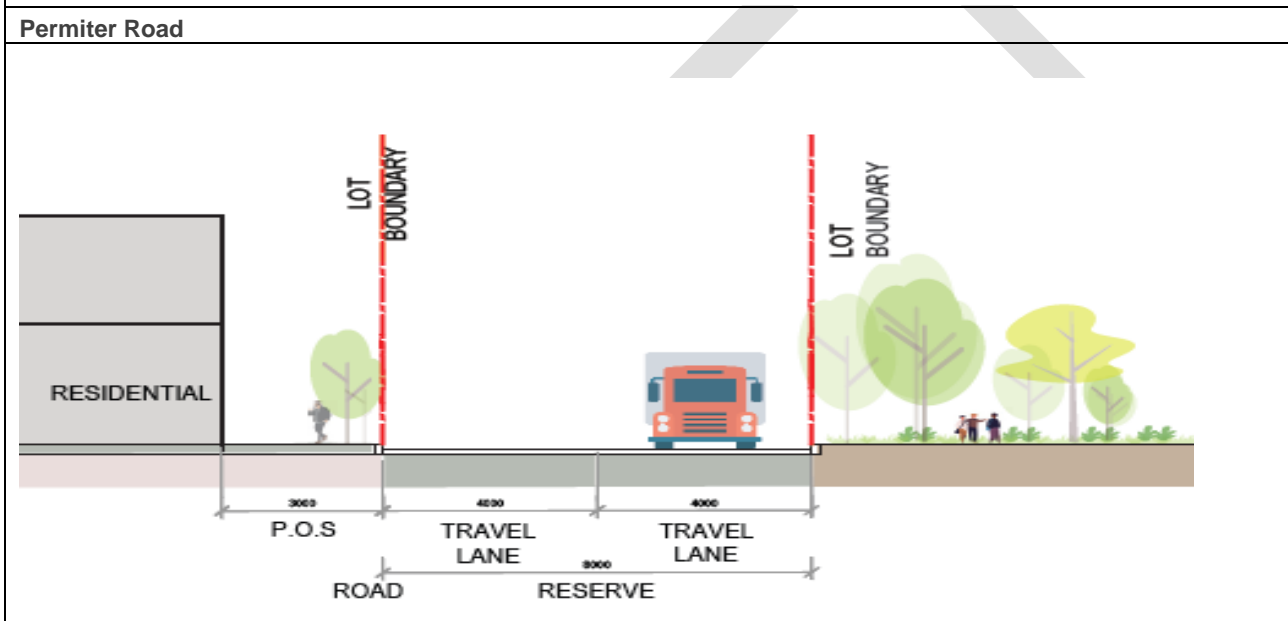 Permiter Road
LOT
BOUNDARY
LOT
BOUNDARY
RESIDENTIAL
3000
4000
4000
P.O.S
TRAVEL
LANE
TRAVEL
LANE
8000
ROAD RESERVE